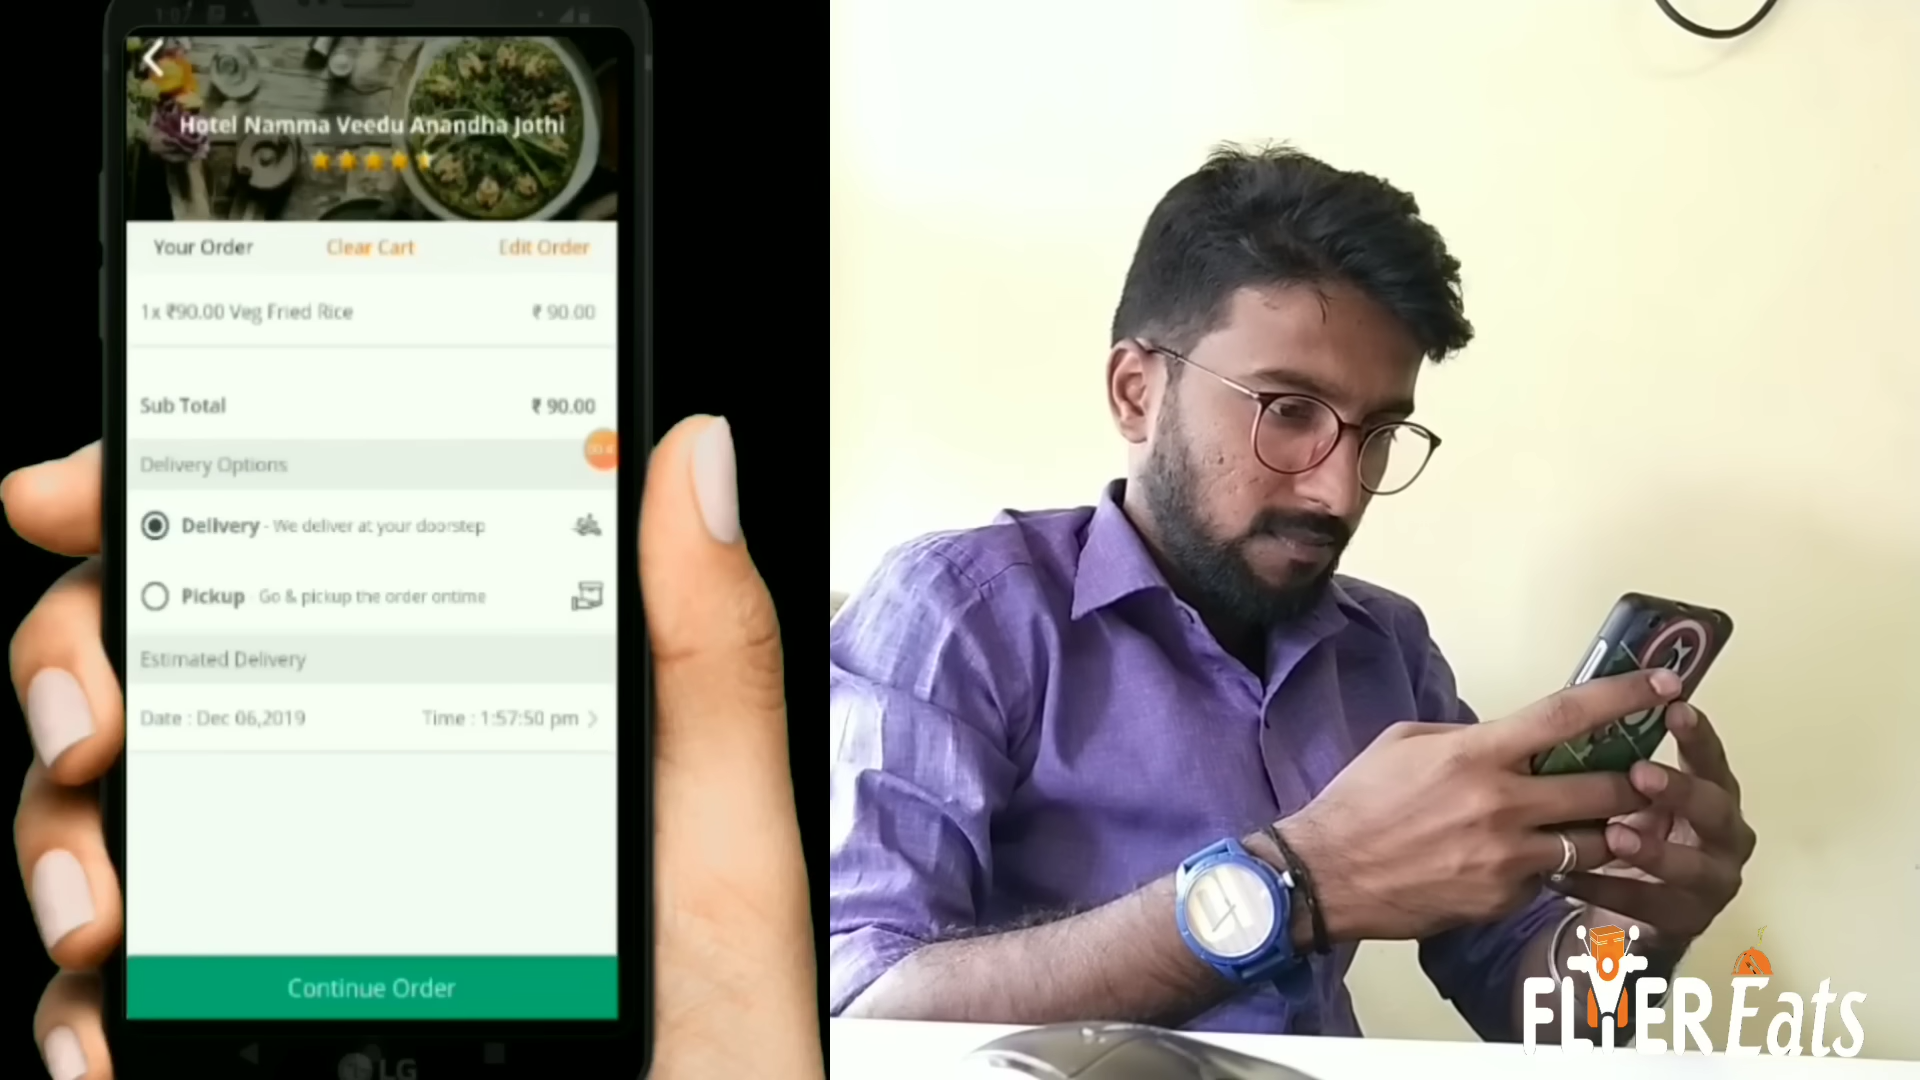 1:07
Hotel Namma Veedu Anandha Jothi
Your Order Clear Cart Edit Order
1x ₹90.00 Veg Fried Rice ₹ 90.00
Sub Total ₹ 90.00
Delivery Options
Delivery - We deliver at your doorstep
Pickup Go & pickup the order ontime
Estimated Delivery
Date : Dec 06,2019 Time : 1:57:50 pm
Continue Order
LG
FLYER Eats